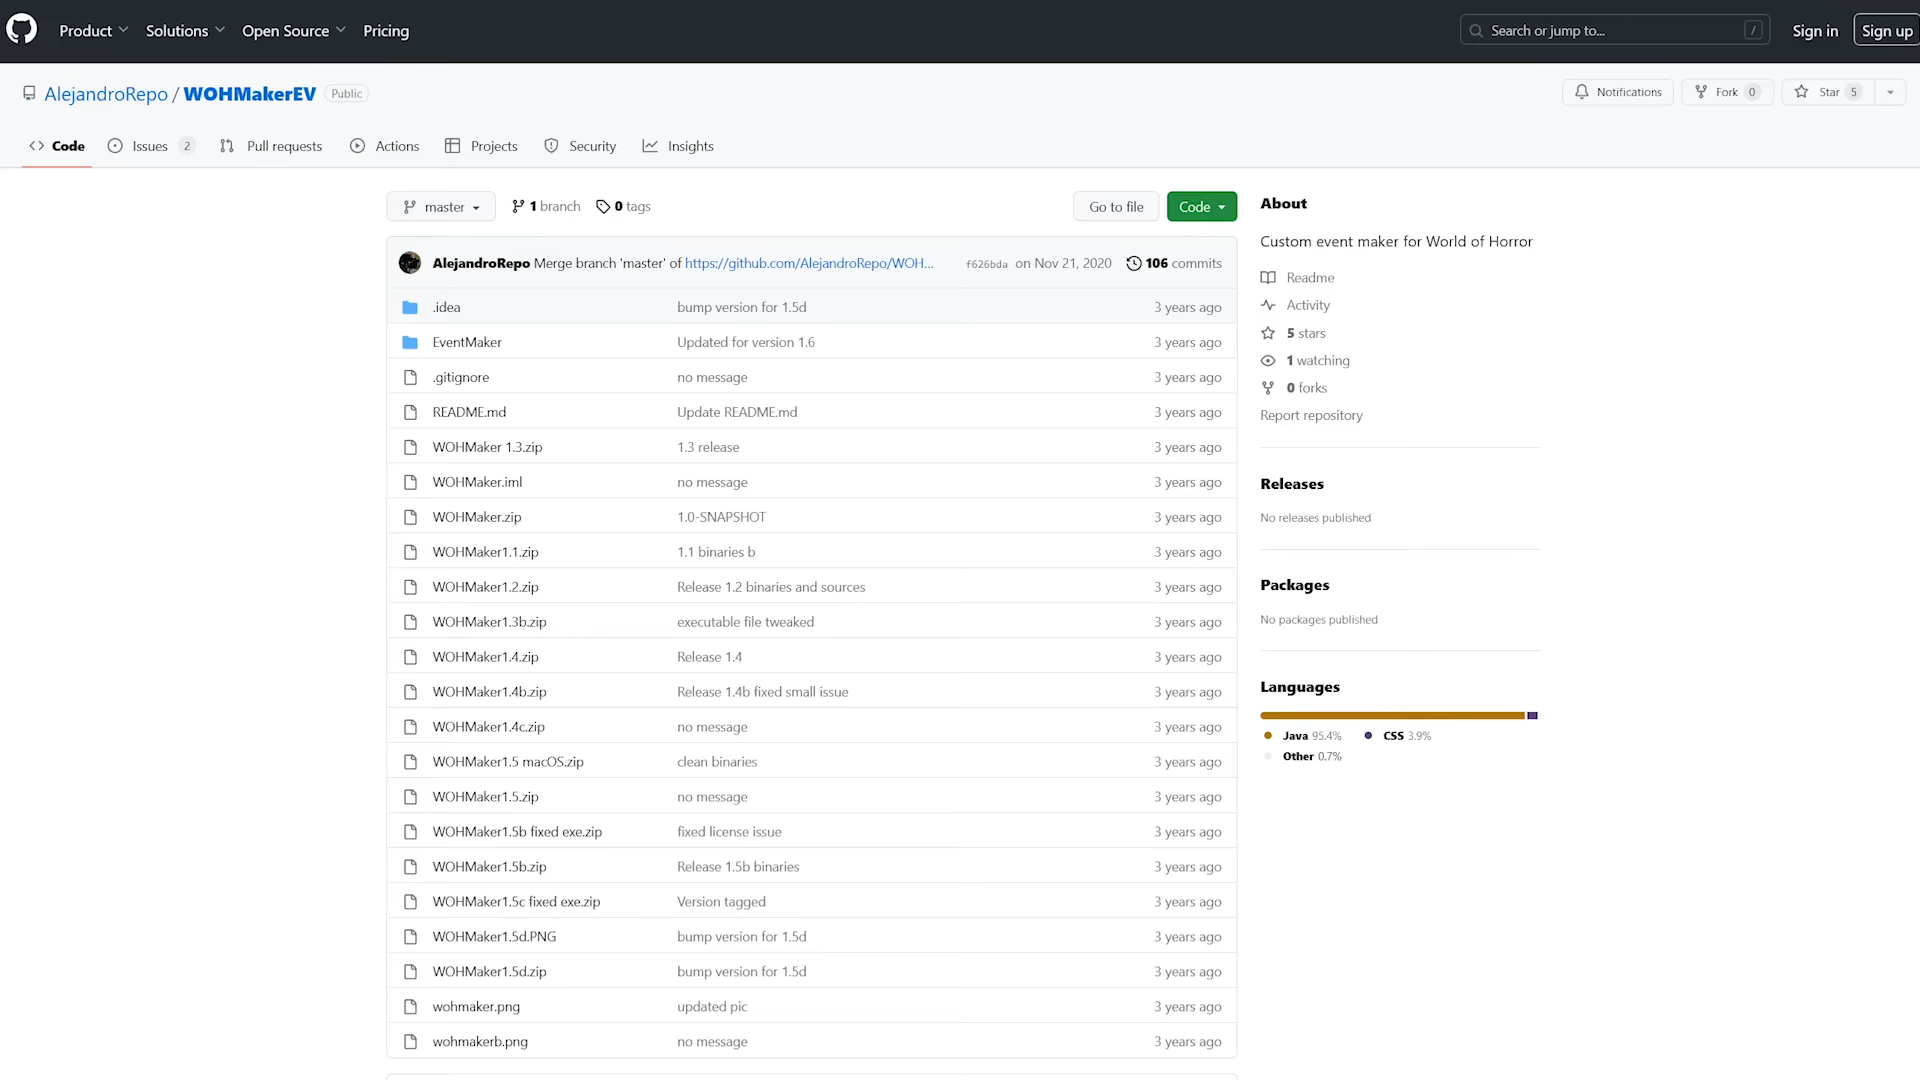 Product Solutions Open Source Pricing Search or jump to... / Sign in Sign up
AlejandroRepo / WOHMakerEV Public Notifications Fork 0 Star 5
Code Issues 2 Pull requests Actions Projects Security Insights
master 1 branch 0 tags Go to file Code
AlejandroRepo Merge branch 'master' of https://github.com/AlejandroRepo/WOH... f626bda on Nov 21, 2020 106 commits
.idea bump version for 1.5d 3 years ago
EventMaker Updated for version 1.6 3 years ago
.gitignore no message 3 years ago
README.md Update README.md 3 years ago
WOHMaker 1.3.zip 1.3 release 3 years ago
WOHMaker.iml no message 3 years ago
WOHMaker.zip 1.0-SNAPSHOT 3 years ago
WOHMaker1.1.zip 1.1 binaries b 3 years ago
WOHMaker1.2.zip Release 1.2 binaries and sources 3 years ago
WOHMaker1.3b.zip executable file tweaked 3 years ago
WOHMaker1.4.zip Release 1.4 3 years ago
WOHMaker1.4b.zip Release 1.4b fixed small issue 3 years ago
WOHMaker1.4c.zip no message 3 years ago
WOHMaker1.5 macOS.zip clean binaries 3 years ago
WOHMaker1.5.zip no message 3 years ago
WOHMaker1.5b fixed exe.zip fixed license issue 3 years ago
WOHMaker1.5b.zip Release 1.5b binaries 3 years ago
WOHMaker1.5c fixed exe.zip Version tagged 3 years ago
WOHMaker1.5d.PNG bump version for 1.5d 3 years ago
WOHMaker1.5d.zip bump version for 1.5d 3 years ago
wohmaker.png updated pic 3 years ago
wohmakerb.png no message 3 years ago
About
Custom event maker for World of Horror
Readme
Activity
5 stars
1 watching
0 forks
Report repository
Releases
No releases published
Packages
No packages published
Languages
Java 95.4% CSS 3.9%
Other 0.7%